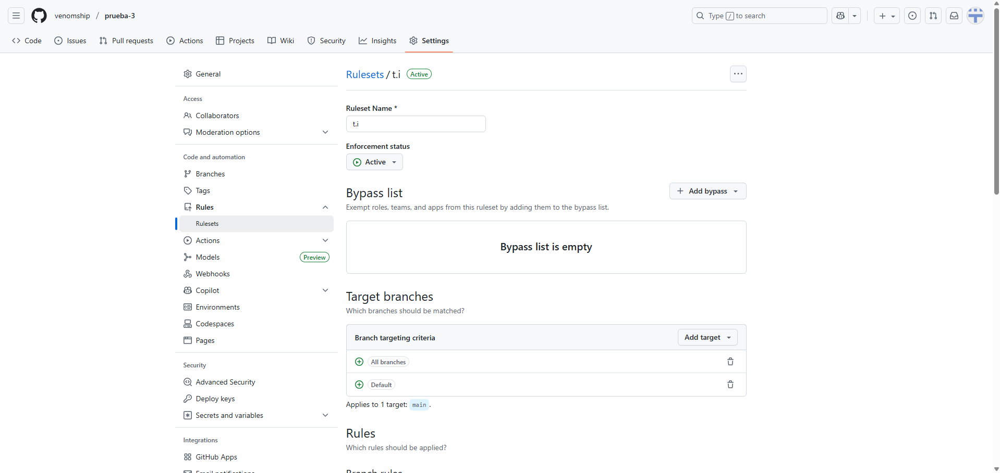 venomship / prueba-3
Type / to search
Code Issues Pull requests Actions Projects Wiki Security Insights Settings
General
Access
Collaborators
Moderation options
Code and automation
Branches
Tags
Rules
Rulesets
Actions
Models Preview
Webhooks
Copilot
Environments
Codespaces
Pages
Security
Advanced Security
Deploy keys
Secrets and variables
Integrations
GitHub Apps
Email notifications
Rulesets / t.i Active
Ruleset Name *
t.i
Enforcement status
Active
Bypass list
Add bypass
Exempt roles, teams, and apps from this ruleset by adding them to the bypass list.
Bypass list is empty
Target branches
Which branches should be matched?
Branch targeting criteria Add target
All branches
Default
Applies to 1 target: main.
Rules
Which rules should be applied?
Branch rules